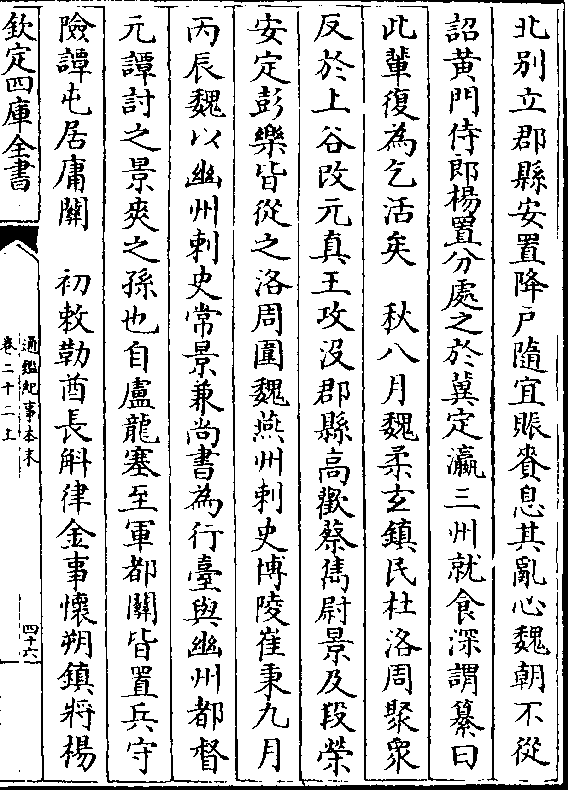 北别立郡縣安置降户隨宜賑賚息其亂心魏朝不從
詔黄門侍郎楊置分處之於冀定瀛三州就食深謂纂曰
此輩復為乞活矣　秋八月魏柔玄鎮民杜洛周聚衆
反於上谷改元真王攻没郡縣高歡蔡雋尉景及段榮
安定彭樂皆從之洛周圍魏燕州刺史博陵崔秉九月
丙辰魏以幽州刺史常景兼尚書為行臺與幽州都督
元譚討之景爽之孫也自盧龍塞至軍都關皆置兵守
險譚屯居庸關　初敕勒酋長斛律金事懷朔鎮將楊
欽定四庫全書
通鑑紀事本末
卷二十二上
四十六